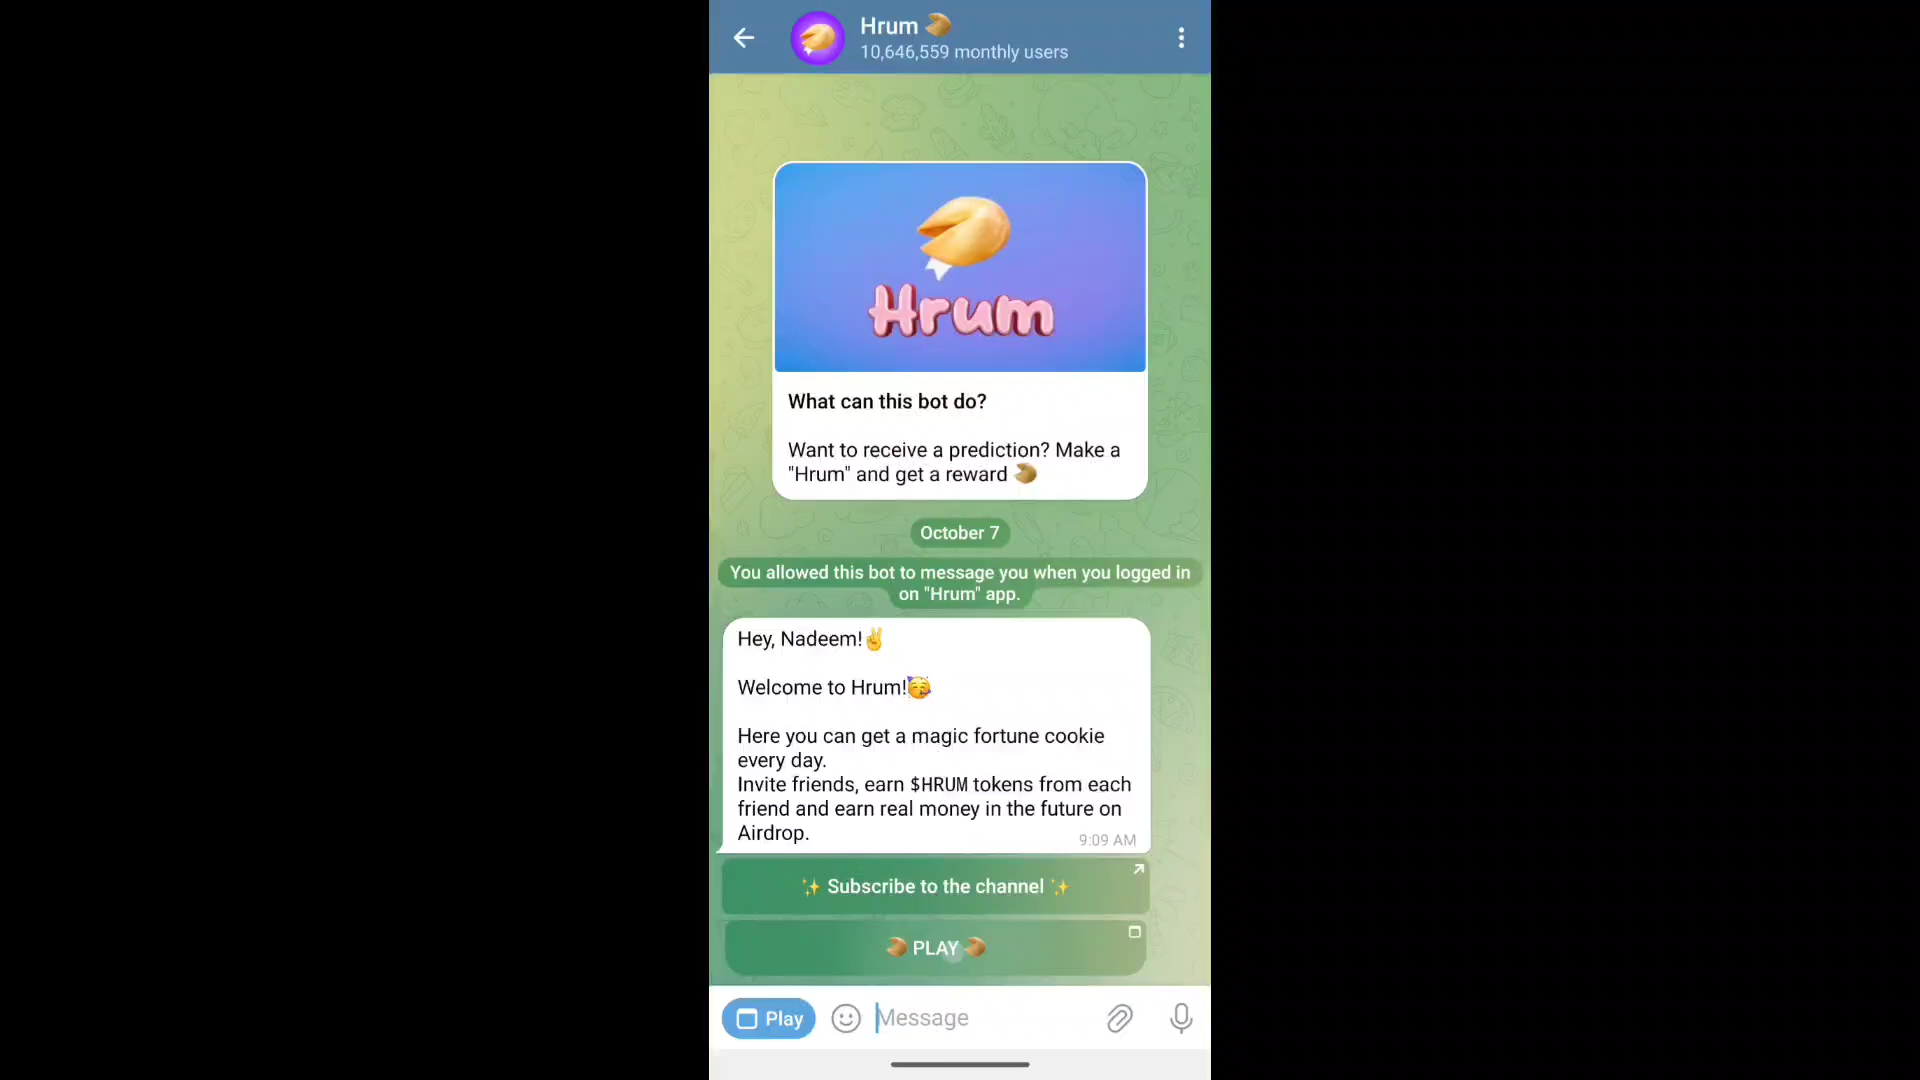 Hrum
10,646,559 monthly users
Hrum
What can this bot do?
Want to receive a prediction? Make a
"Hrum" and get a reward
October 7
You allowed this bot to message you when you logged in
on "Hrum" app.
Hey, Nadeem!✌️
Welcome to Hrum!🥳
Here you can get a magic fortune cookie
every day.
Invite friends, earn $HRUM tokens from each
friend and earn real money in the future on
Airdrop.
9:09 AM
✨ Subscribe to the channel ✨
🥠 PLAY 🥠
Play
Message